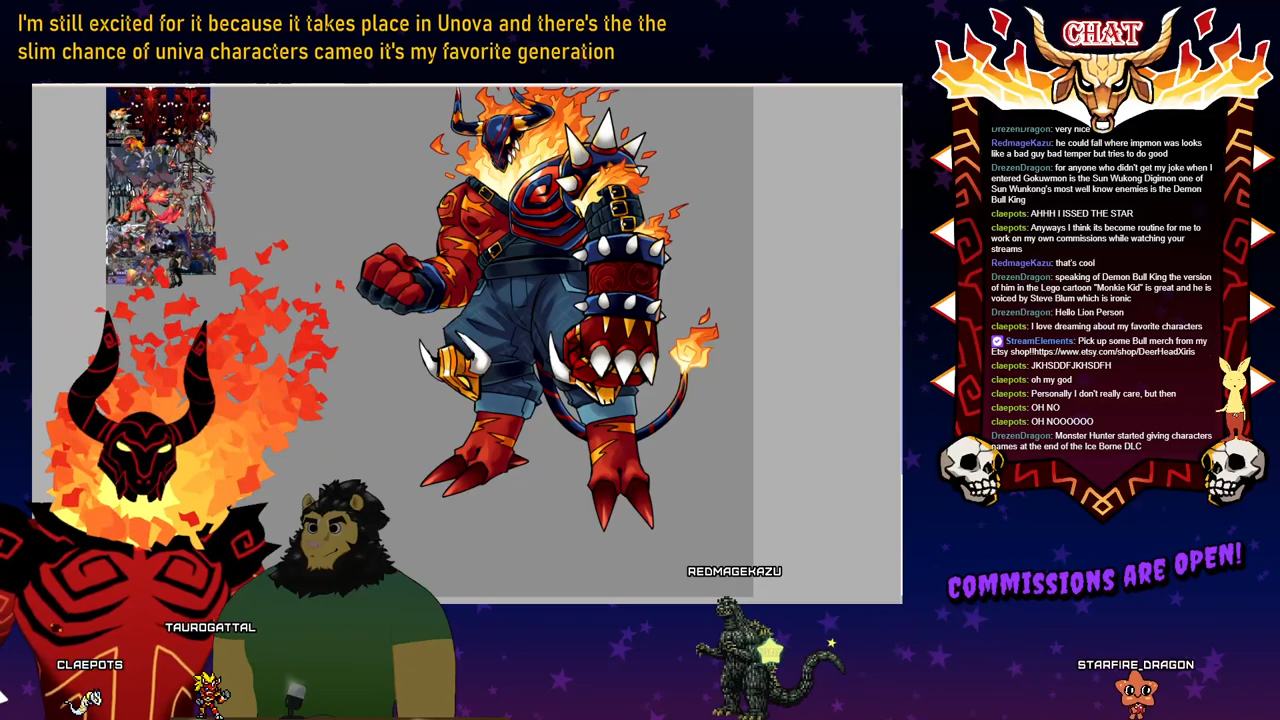 I'm still excited for it because it takes place in Unova and there's the the
slim chance of univa characters cameo it's my favorite generation
CHAT
DrezenDragon: very nice
RedmageKazu: he could fall where impmon was looks
like a bad guy bad temper but tries to do good
DrezenDragon: for anyone who didn't get my joke when I
entered Gokuwmon is the Sun Wukong Digimon one of
Sun Wunkong's most well know enemies is the Demon
Bull King
claepots: AHHH I ISSED THE STAR
claepots: Anyways I think its become routine for me to
work on my own commissions while watching your
streams
RedmageKazu: that's cool
DrezenDragon: speaking of Demon Bull King the version
of him in the Lego cartoon "Monkie Kid" is great and he is
voiced by Steve Blum which is ironic
DrezenDragon: Hello Lion Person
claepots: I love dreaming about my favorite characters
StreamElements: Pick up some Bull merch from my
Etsy shop!!https://www.etsy.com/shop/DeerHeadXiris
claepots: JKHSDDFJKHSDFH
claepots: oh my god
claepots: Personally I don't really care, but then
claepots: OH NO
claepots: OH NOOOOOO
DrezenDragon: Monster Hunter started giving characters
names at the end of the Ice Borne DLC
COMMISSIONS ARE OPEN!
REDMAGEKAZU
TAUROGATTAL
CLAEPOTS
STARFIRE_DRAGON